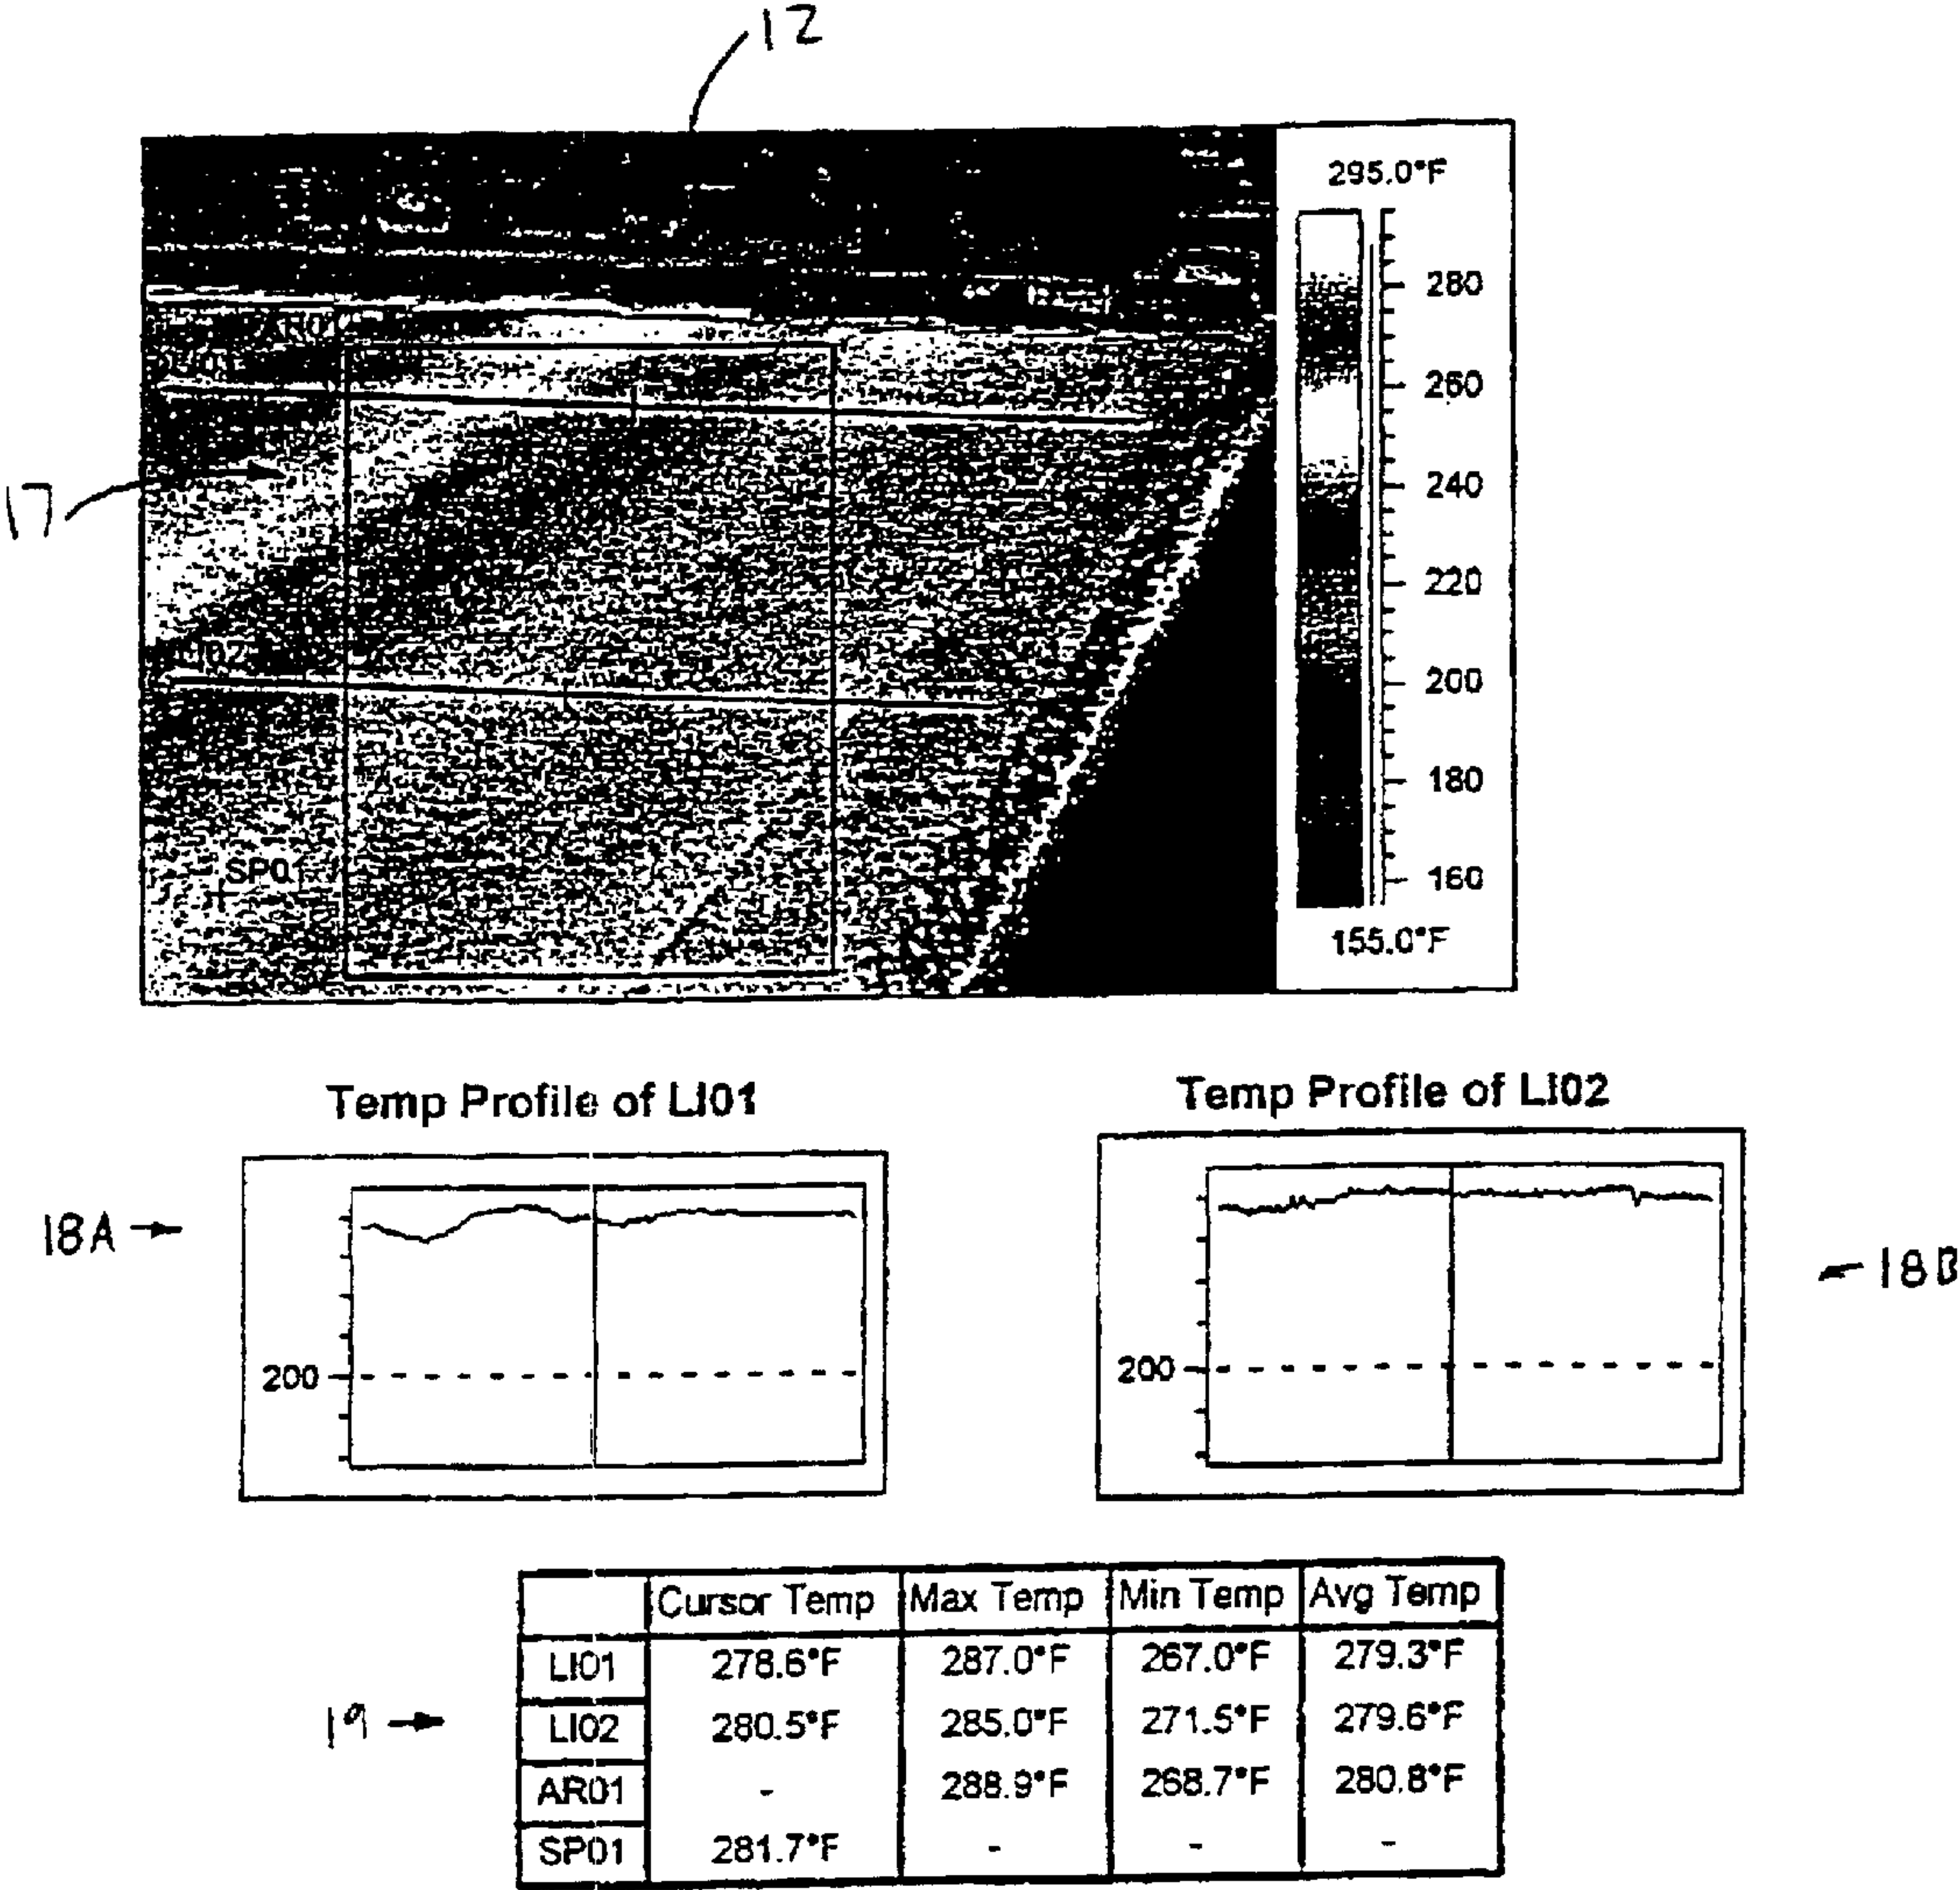 12
295.0°F
280
260
240
220
200
180
160
155.0°F
AR01
17
SP01
Temp Profile of LI01
Temp Profile of LI02
18A
18B
200
200
19
Cursor Temp Max Temp Min Temp Avg Temp
LI01 278.6°F 287.0°F 267.0°F 279.3°F
LI02 280.5°F 285.0°F 271.5°F 279.6°F
AR01 - 288.9°F 268.7°F 280.8°F
SP01 281.7°F - - -